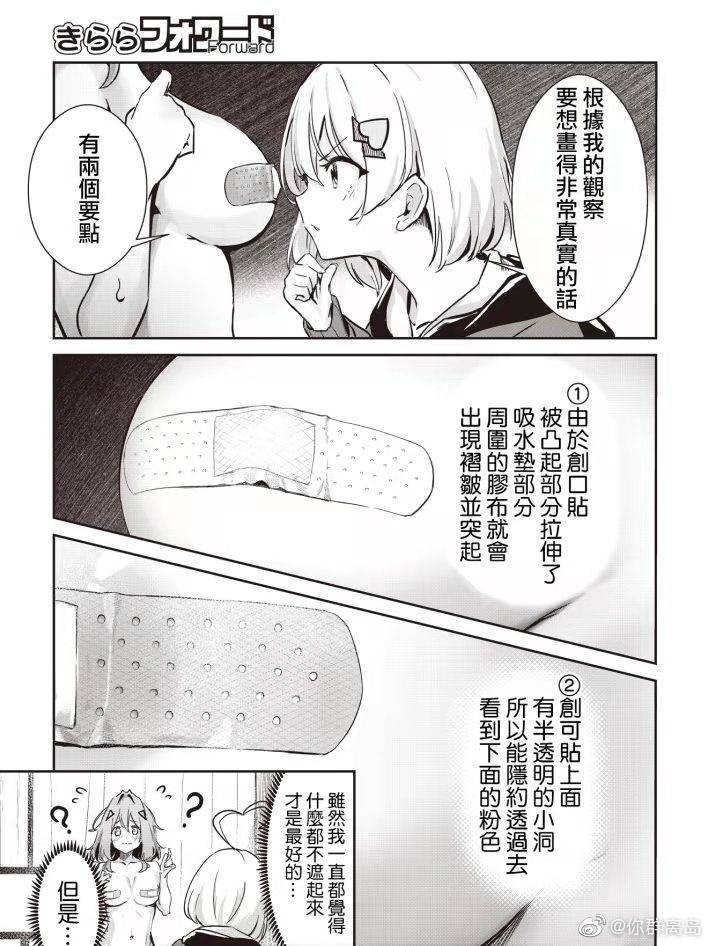 きららフォワード
Forward
根據我的觀察
要想畫得非常真實的話
有兩個要點
①由於創口貼
被凸起部分拉伸了
吸水墊部分
周圍的膠布就會
出現褶皺並突起
②創可貼上面
有半透明的小洞
所以能隱約透過去
看到下面的粉色
雖然我一直都覺得
什麼都不遮起來
才是最好的…
但是…
?
??
@你群离岛